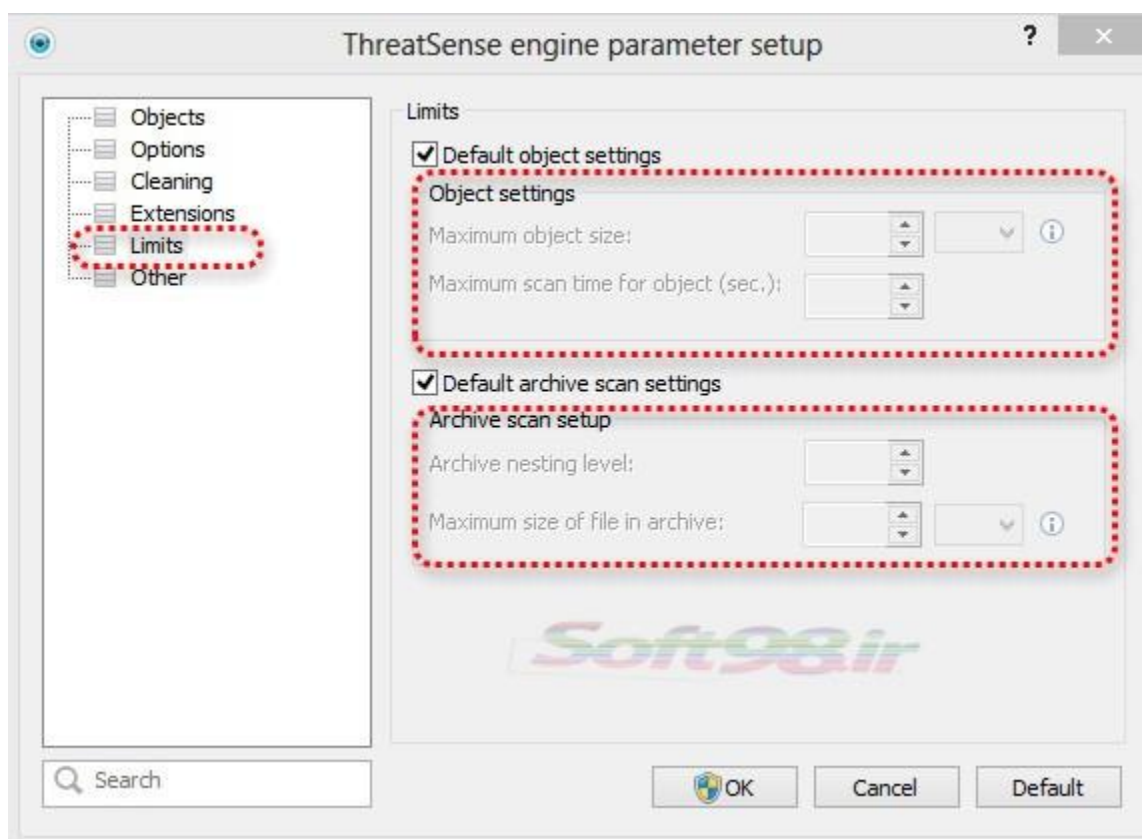 ThreatSense engine parameter setup
?
Objects
Options
Cleaning
Extensions
Limits
Other
Search
Limits
Default object settings
Object settings
Maximum object size:
Maximum scan time for object (sec.):
Default archive scan settings
Archive scan setup
Archive nesting level:
Maximum size of file in archive:
Soft98.ir
OK
Cancel
Default